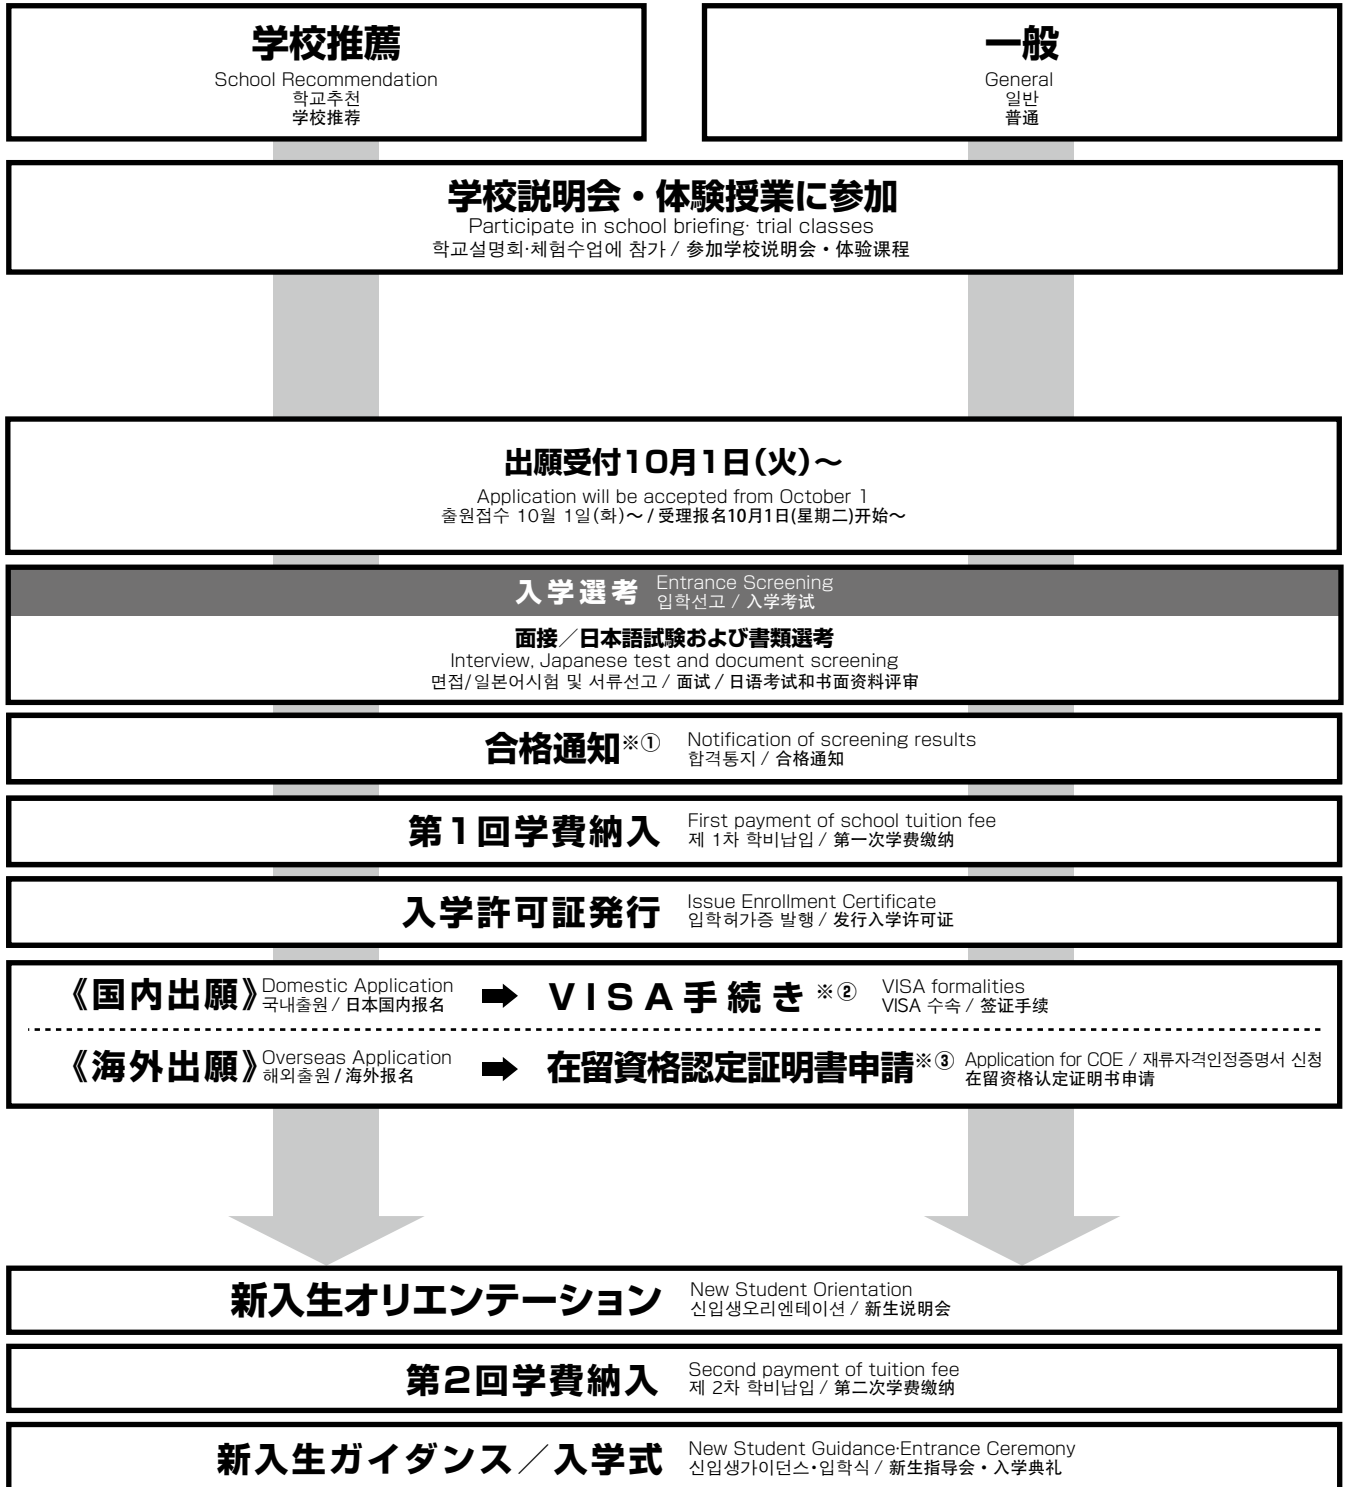 学校推薦
School Recommendation
학교추천
学校推荐
一般
General
일반
普通
学校説明会・体験授業に参加
Participate in school briefing· trial classes
학교설명회·체험수업에 참가 / 参加学校说明会・体验课程
出願受付10月1日(火)～
Application will be accepted from October 1
출원접수 10월 1일(화)～ / 受理报名10月1日(星期二)开始～
入学選考 Entrance Screening
입학선고 / 入学考试
面接／日本語試験および書類選考
Interview, Japanese test and document screening
면접/일본어시험 및 서류선고 / 面试 / 日语考试和书面资料评审
合格通知※① Notification of screening results
합격통지 / 合格通知
第1回学費納入 First payment of school tuition fee
제 1차 학비납입 / 第一次学费缴纳
入学許可証発行 Issue Enrollment Certificate
입학허가증 발행 / 发行入学许可证
《国内出願》 Domestic Application
국내출원 / 日本国内报名
➡ VISA手続き※② VISA formalities
VISA 수속 / 签证手续
《海外出願》 Overseas Application
해외출원 / 海外报名
➡ 在留資格認定証明書申請※③ Application for COE / 재류자격인정증명서 신청
在留资格认定证明书申请
新入生オリエンテーション New Student Orientation
신입생오리엔테이션 / 新生说明会
第2回学費納入 Second payment of tuition fee
제 2차 학비납입 / 第二次学费缴纳
新入生ガイダンス／入学式 New Student Guidance·Entrance Ceremony
신입생가이던스·입학식 / 新生指导会・入学典礼